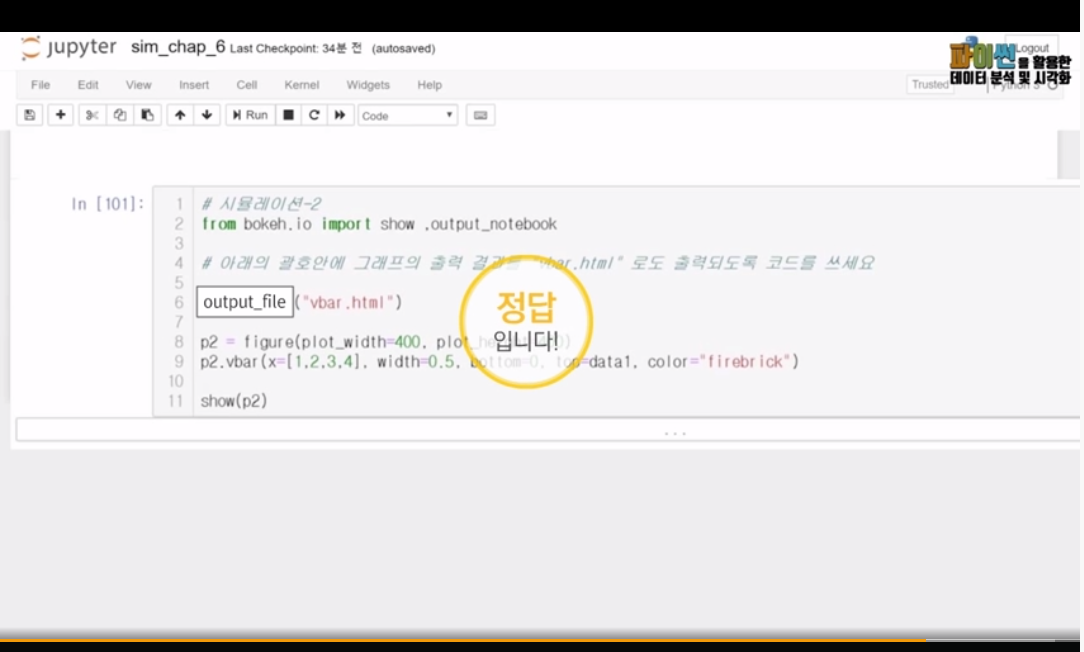 jupyter sim_chap_6 Last Checkpoint: 34분 전 (autosaved)
Logout
파이썬을 활용한
데이터 분석 및 시각화
File Edit View Insert Cell Kernel Widgets Help
Trusted
Python 3
Run Code
In [101]:
1 # 시뮬레이션-2
2 from bokeh.io import show ,output_notebook
3
4 # 아래의 괄호안에 그래프의 출력 결과를 "vbar.html" 로도 출력되도록 코드를 쓰세요
5
6 output_file ("vbar.html")
7
8 p2 = figure(plot_width=400, plot_
9 p2.vbar(x=[1,2,3,4], width=0.5, bottom=0, top=data1, color="firebrick")
10
11 show(p2)
정답
입니다!
...